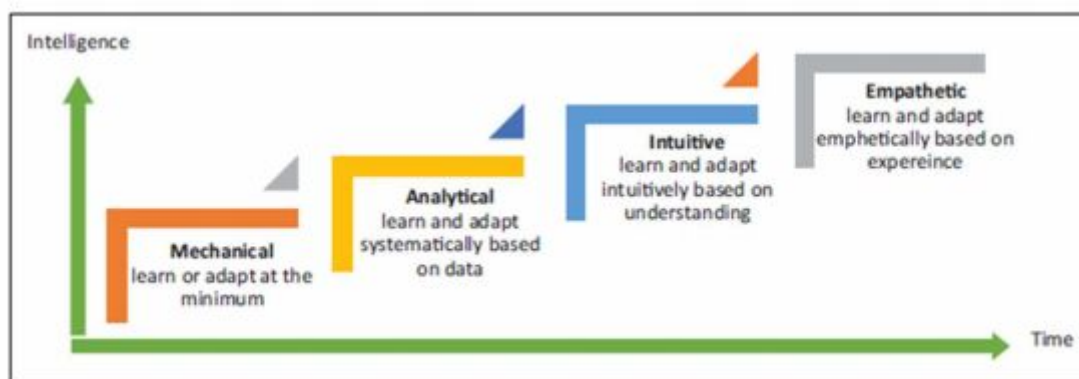 Intelligence
Mechanical
learn or adapt at the
minimum
Analytical
learn and adapt
systematically based
on data
Intuitive
learn and adapt
intuitively based on
understanding
Empathetic
learn and adapt
emphetically based on
expereince
Time